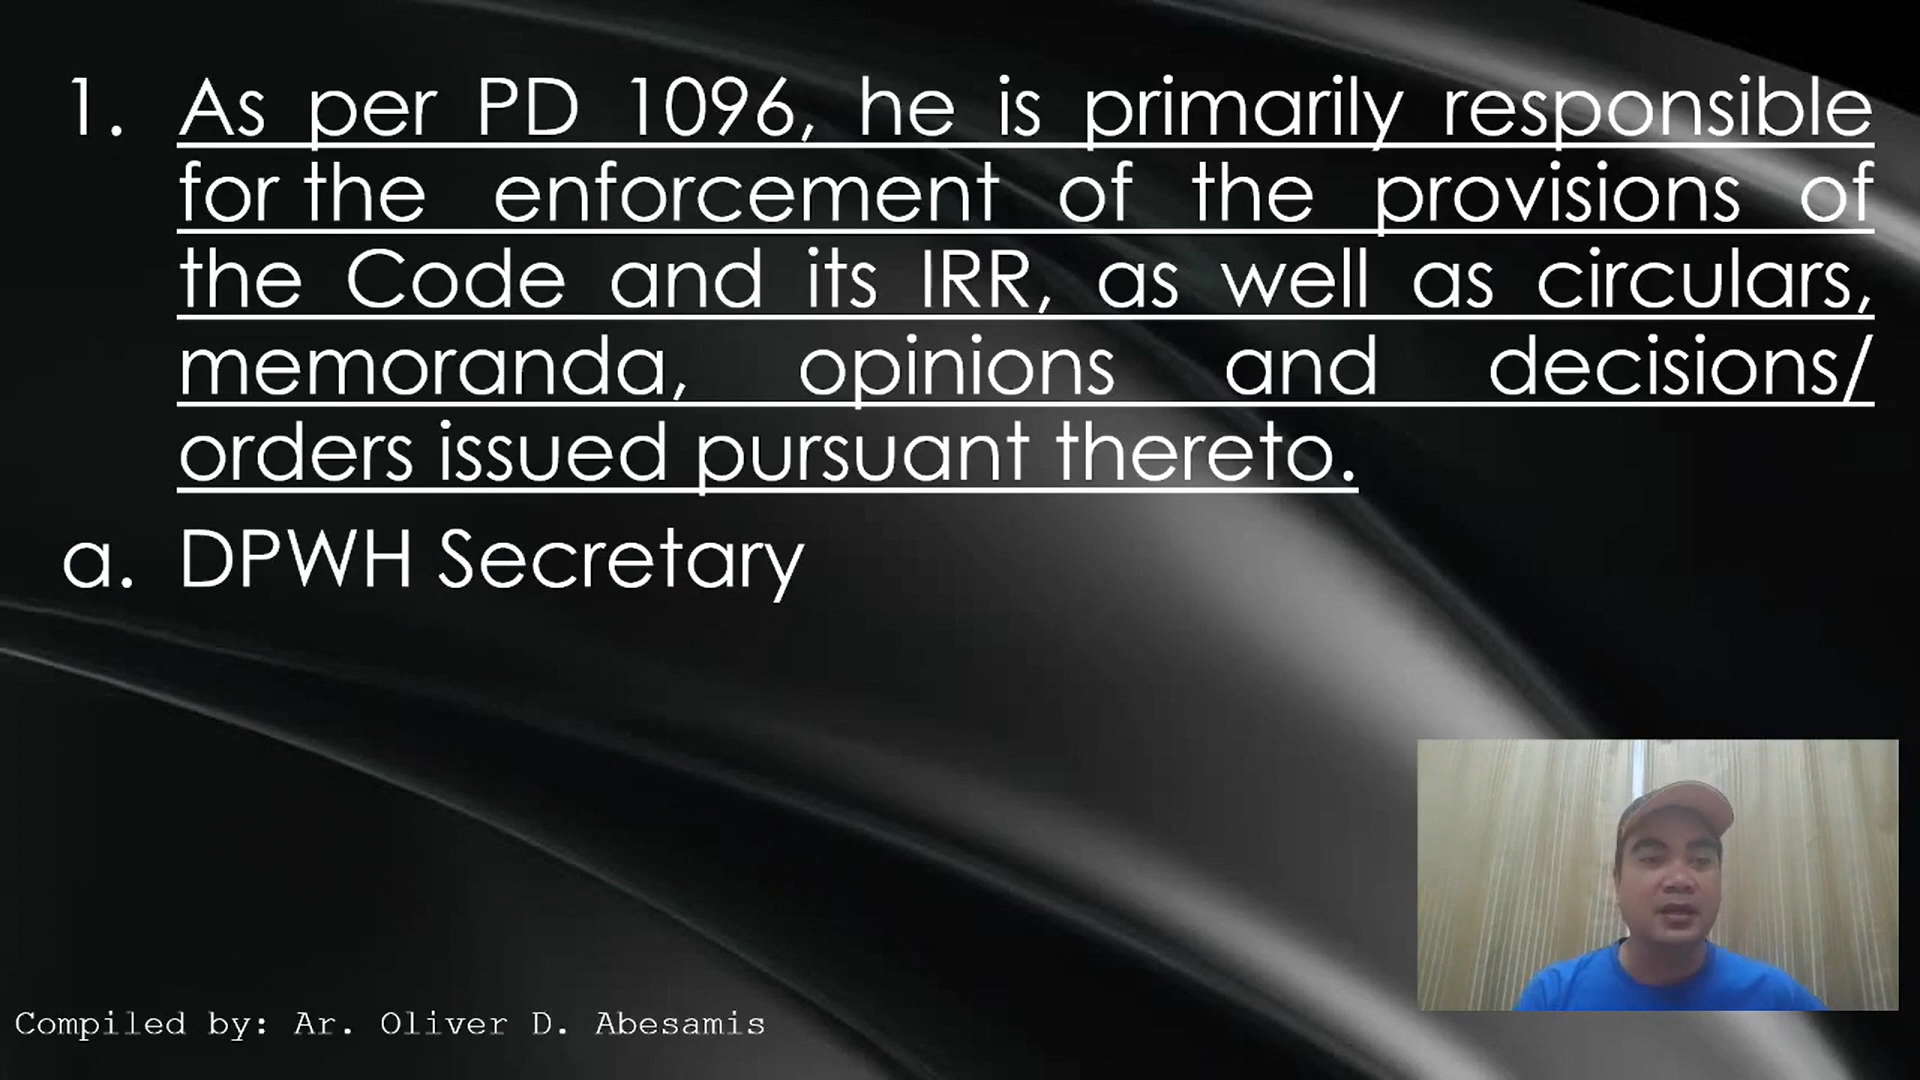 1. As per PD 1096, he is primarily responsible
for the enforcement of the provisions of
the Code and its IRR, as well as circulars,
memoranda, opinions and decisions/
orders issued pursuant thereto.
a. DPWH Secretary
Compiled by: Ar. Oliver D. Abesamis